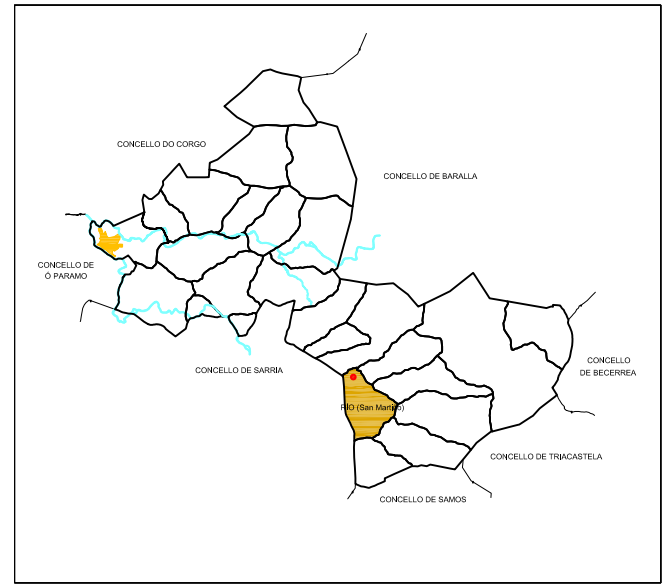 CONCELLO DO CORGO
CONCELLO DE BARALLA
CONCELLO DE
Ó PARAMO
CONCELLO DE SARRIA
CONCELLO
DE BECERREA
RÍO (San Martiño)
CONCELLO DE TRIACASTELA
CONCELLO DE SAMOS